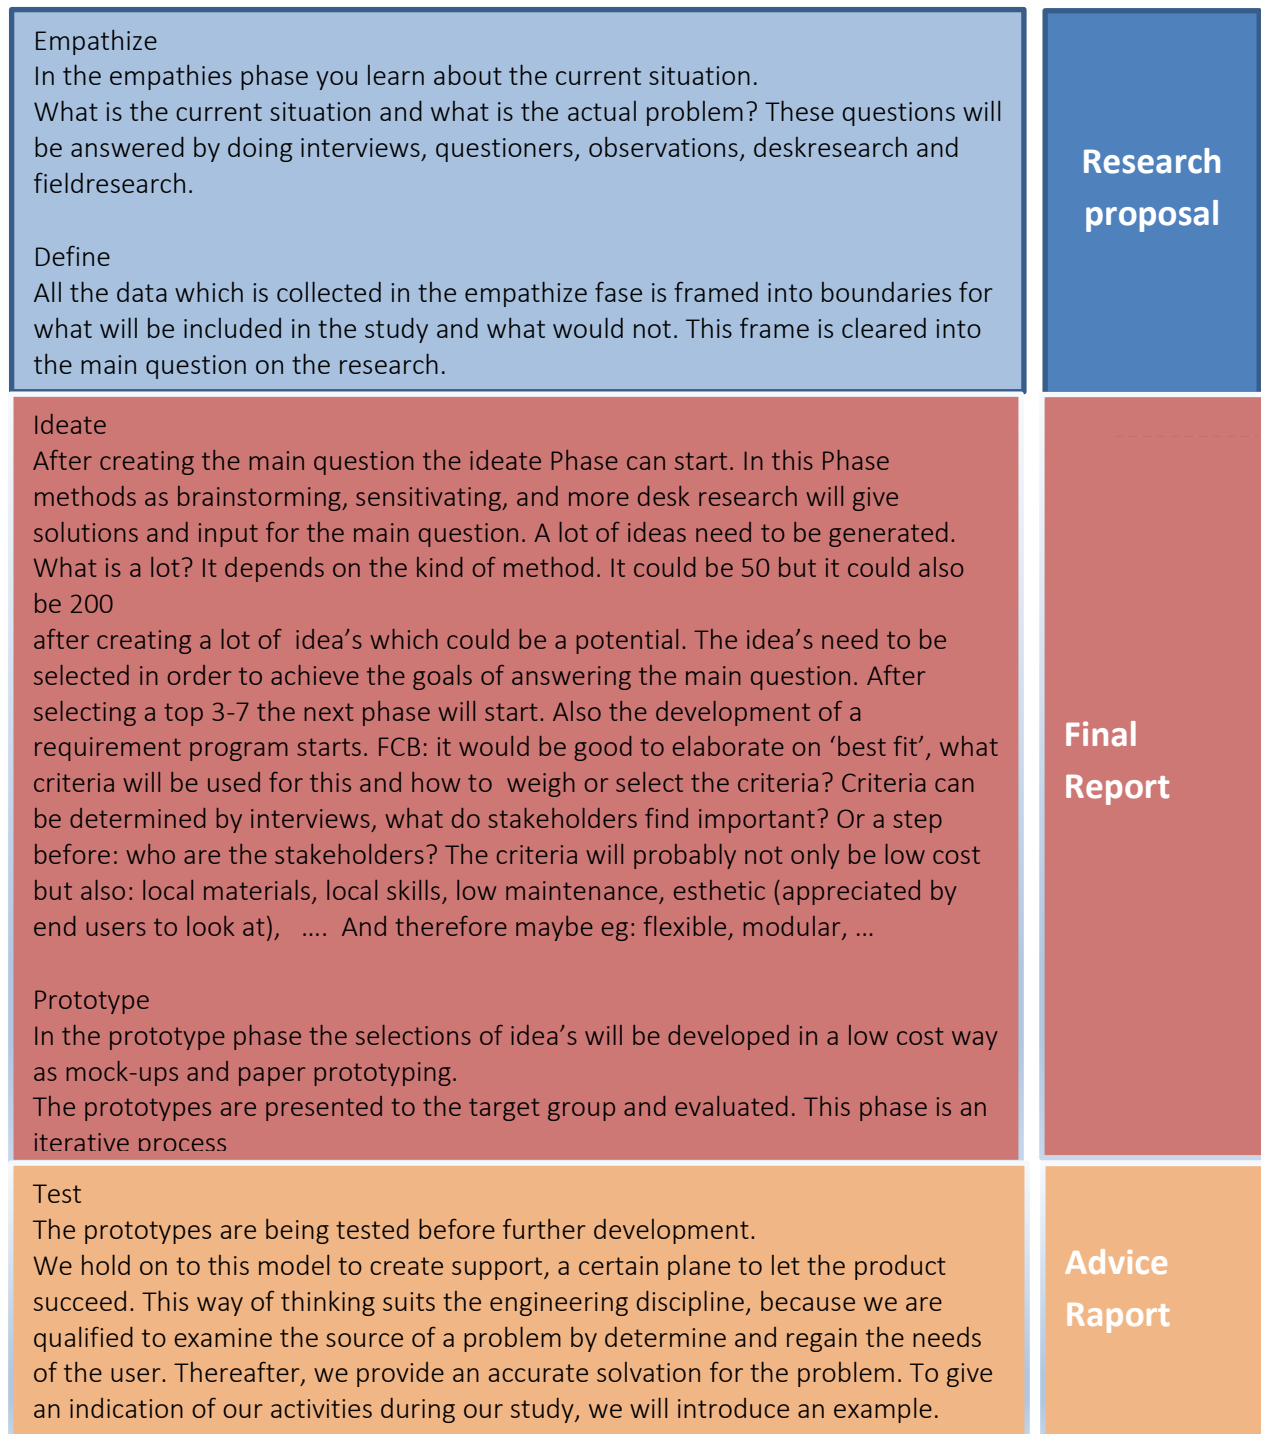 Empathize
In the empathies phase you learn about the current situation.
What is the current situation and what is the actual problem? These questions will
be answered by doing interviews, questioners, observations, deskresearch and
fieldresearch.
Define
All the data which is collected in the empathize fase is framed into boundaries for
what will be included in the study and what would not. This frame is cleared into
the main question on the research.
Research
proposal
Ideate
After creating the main question the ideate Phase can start. In this Phase
methods as brainstorming, sensitivating, and more desk research will give
solutions and input for the main question. A lot of ideas need to be generated.
What is a lot? It depends on the kind of method. It could be 50 but it could also
be 200
after creating a lot of  idea’s which could be a potential. The idea’s need to be
selected in order to achieve the goals of answering the main question. After
selecting a top 3-7 the next phase will start. Also the development of a
requirement program starts. FCB: it would be good to elaborate on ‘best fit’, what
criteria will be used for this and how to  weigh or select the criteria? Criteria can
be determined by interviews, what do stakeholders find important? Or a step
before: who are the stakeholders? The criteria will probably not only be low cost
but also: local materials, local skills, low maintenance, esthetic (appreciated by
end users to look at),   ….  And therefore maybe eg: flexible, modular, …
Prototype
In the prototype phase the selections of idea’s will be developed in a low cost way
as mock-ups and paper prototyping.
The prototypes are presented to the target group and evaluated. This phase is an
iterative process
Final
Report
Test
The prototypes are being tested before further development.
We hold on to this model to create support, a certain plane to let the product
succeed. This way of thinking suits the engineering discipline, because we are
qualified to examine the source of a problem by determine and regain the needs
of the user. Thereafter, we provide an accurate solvation for the problem. To give
an indication of our activities during our study, we will introduce an example.
Advice
Raport